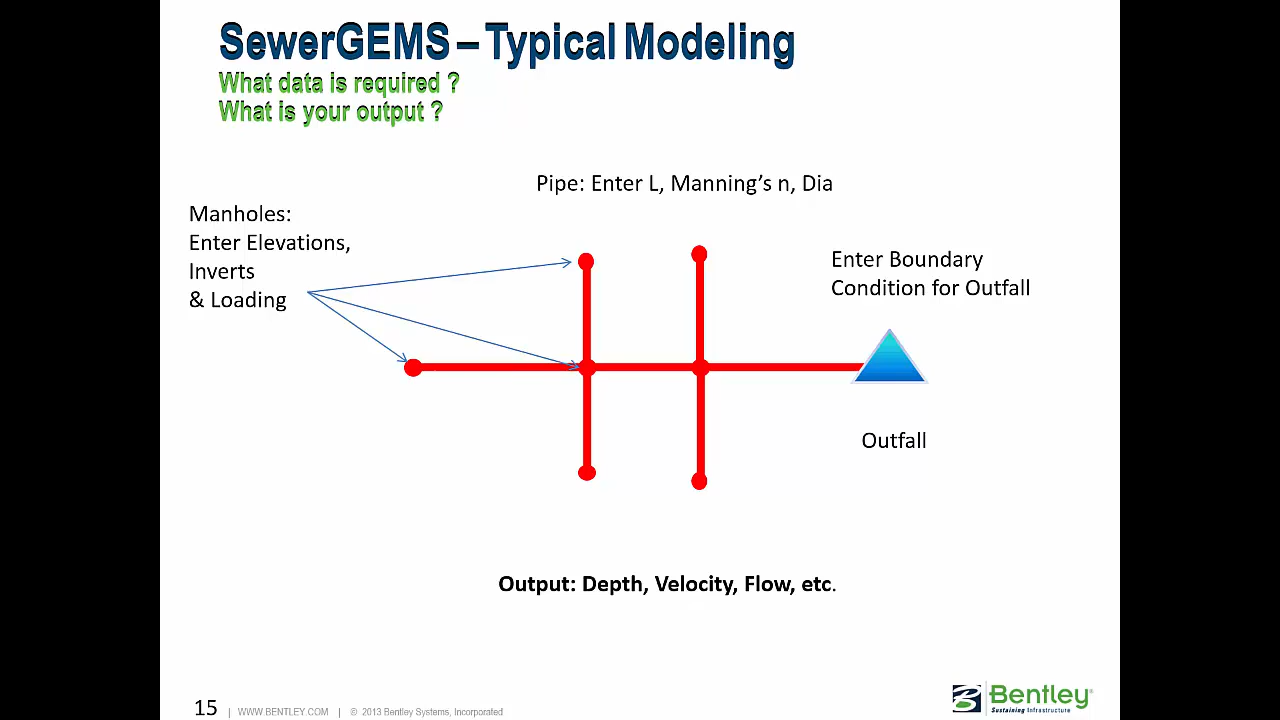 SewerGEMS – Typical Modeling
What data is required ?
What is your output ?
Pipe: Enter L, Manning’s n, Dia
Manholes:
Enter Elevations,
Inverts
& Loading
Enter Boundary
Condition for Outfall
Outfall
Output: Depth, Velocity, Flow, etc.
15 | WWW.BENTLEY.COM | © 2013 Bentley Systems, Incorporated
Bentley®
Sustaining Infrastructure